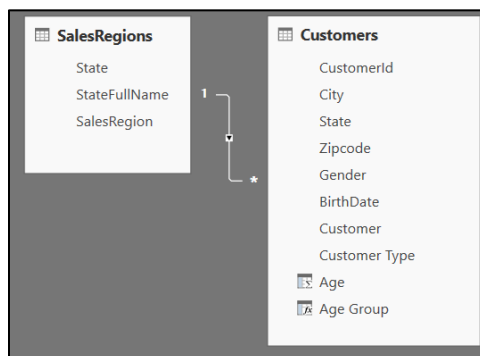 SalesRegions
State
StateFullName
SalesRegion
1
*
Customers
CustomerId
City
State
Zipcode
Gender
BirthDate
Customer
Customer Type
Age
Age Group